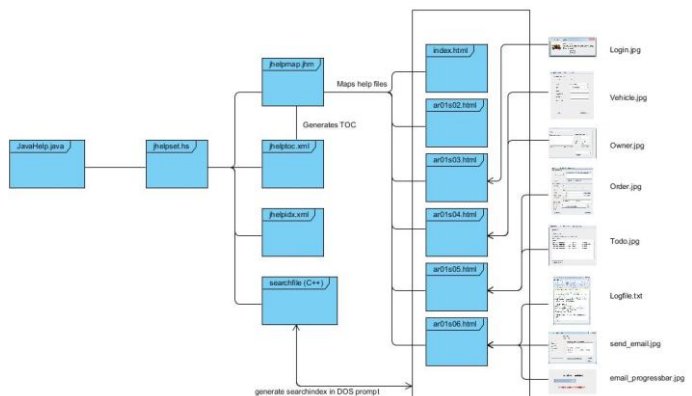 JavaHelp.java
jhelpset.hs
jhelpmap.jhm
Generates TOC
jhelptoc.xml
jhelpidx.xml
searchfile (C++)
generate searchindex in DOS prompt
Maps help files
index.html
ar01s02.html
ar01s03.html
ar01s04.html
ar01s05.html
ar01s06.html
Login.jpg
Vehicle.jpg
Owner.jpg
Order.jpg
Todo.jpg
Logfile.txt
send_email.jpg
email_progressbar.jpg